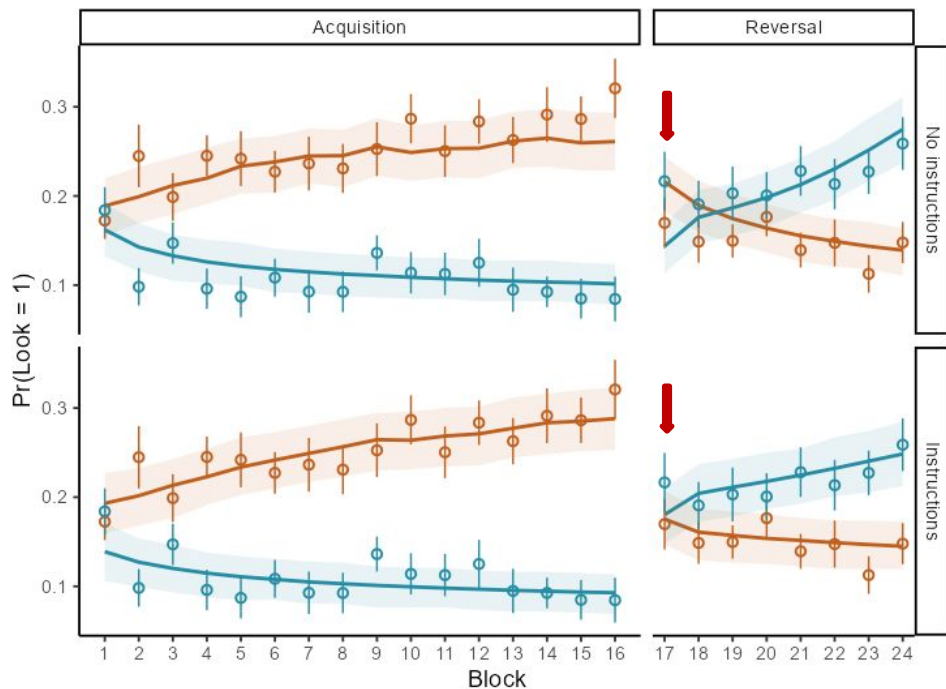 Acquisition
Reversal
0.3
0.2
0.1
No instructions
0.3
0.2
0.1
Instructions
Pr(Look = 1)
1 2 3 4 5 6 7 8 9 10 11 12 13 14 15 16
17 18 19 20 21 22 23 24
Block